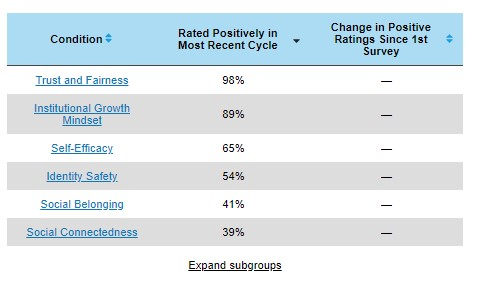 Condition
Rated Positively in
Most Recent Cycle
Change in Positive
Ratings Since 1st
Survey
Trust and Fairness 98% —
Institutional Growth
Mindset 89% —
Self-Efficacy 65% —
Identity Safety 54% —
Social Belonging 41% —
Social Connectedness 39% —
Expand subgroups